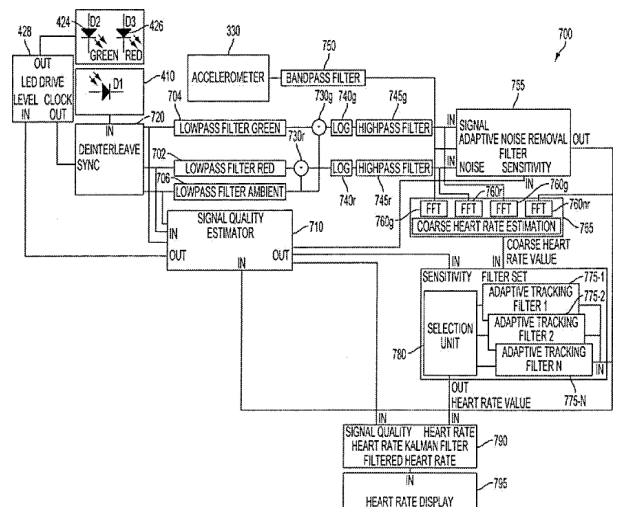 428
424
D2
D3
426
GREEN
RED
OUT
LED DRIVE
LEVEL CLOCK
IN
OUT
D1
410
720
IN
DEINTERLEAVE
SYNC
330
ACCELEROMETER
750
BANDPASS FILTER
700
704
LOWPASS FILTER GREEN
730g
740g
LOG
745g
HIGHPASS FILTER
702
LOWPASS FILTER RED
730r
LOG
740r
HIGHPASS FILTER
745r
706
LOWPASS FILTER AMBIENT
755
IN
SIGNAL
ADAPTIVE NOISE REMOVAL
FILTER
OUT
IN
NOISE SENSITIVITY
IN
760r
760g
760g
FFT
FFT
FFT
FFT
760nr
COARSE HEART RATE ESTIMATION
765
COARSE HEART
RATE VALUE
SIGNAL QUALITY
ESTIMATOR
710
IN
OUT
OUT
IN
IN
IN
SENSITIVITY FILTER SET
775-1
ADAPTIVE TRACKING
FILTER 1
775-2
ADAPTIVE TRACKING
FILTER 2
SELECTION
UNIT
780
ADAPTIVE TRACKING
FILTER N
IN
775-N
OUT
HEART RATE VALUE
IN
IN
SIGNAL QUALITY HEART RATE
HEART RATE KALMAN FILTER
FILTERED HEART RATE
790
IN
795
HEART RATE DISPLAY